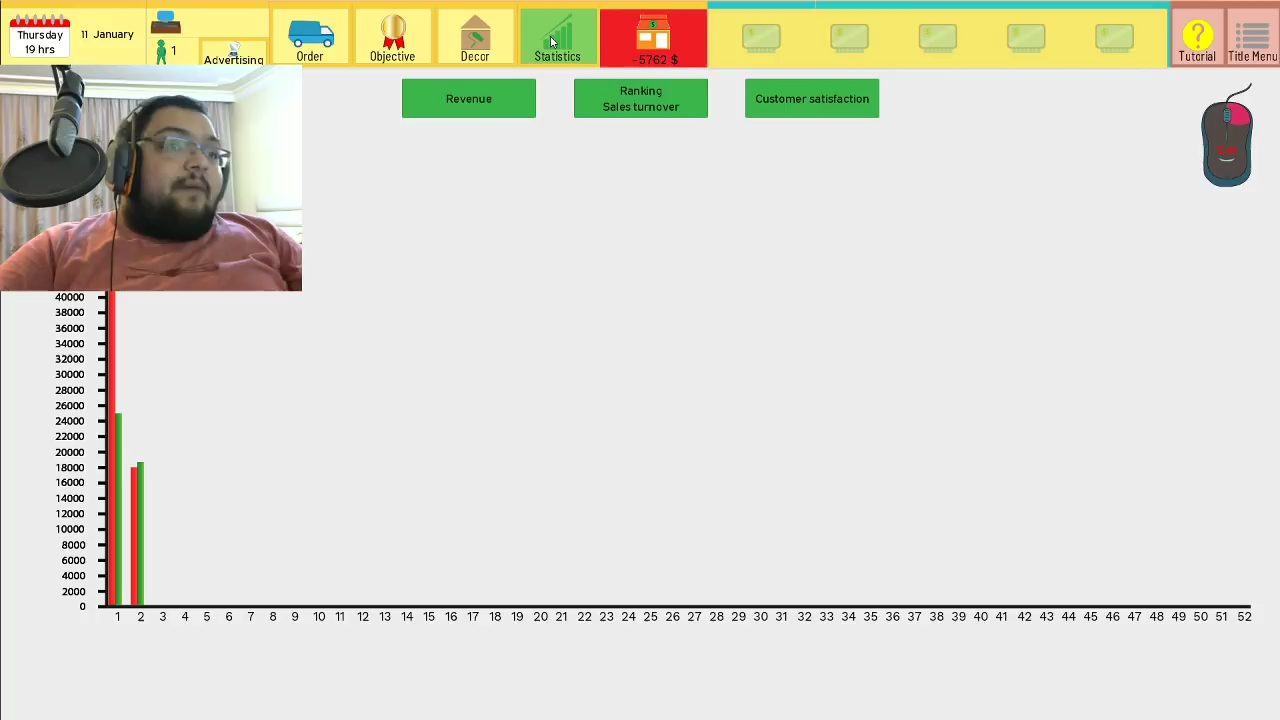 Thursday
19 hrs
11 January
1
Advertising
Order
Objective
Decor
Statistics
-5762 $
Tutorial
Title Menu
Revenue
Ranking
Sales turnover
Customer satisfaction
Exit
40000
38000
36000
34000
32000
30000
28000
26000
24000
22000
20000
18000
16000
14000
12000
10000
8000
6000
4000
2000
0
1 2 3 4 5 6 7 8 9 10 11 12 13 14 15 16 17 18 19 20 21 22 23 24 25 26 27 28 29 30 31 32 33 34 35 36 37 38 39 40 41 42 43 44 45 46 47 48 49 50 51 52